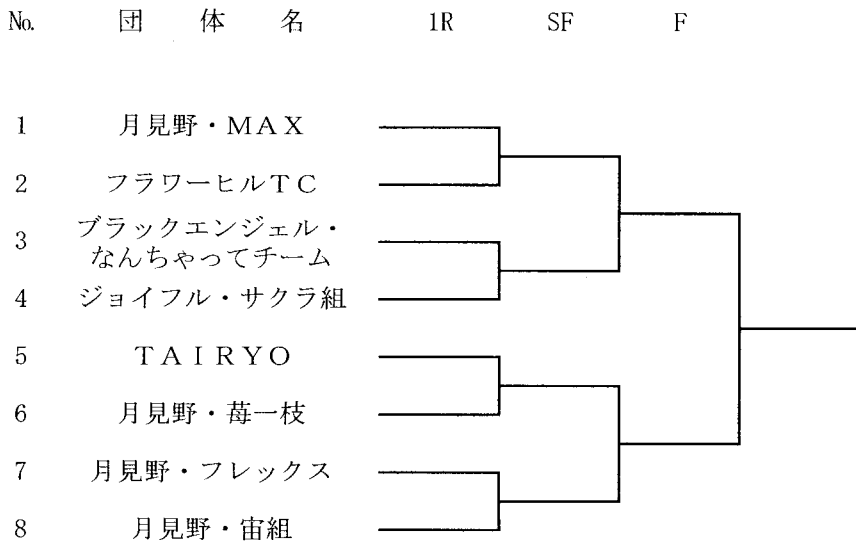 No. 団体名 1R SF F
1 月見野・MAX
2 フラワーヒルTC
3 ブラックエンジェル・
なんちゃってチーム
4 ジョイフル・サクラ組
5 TAIRYO
6 月見野・苺一枝
7 月見野・フレックス
8 月見野・宙組